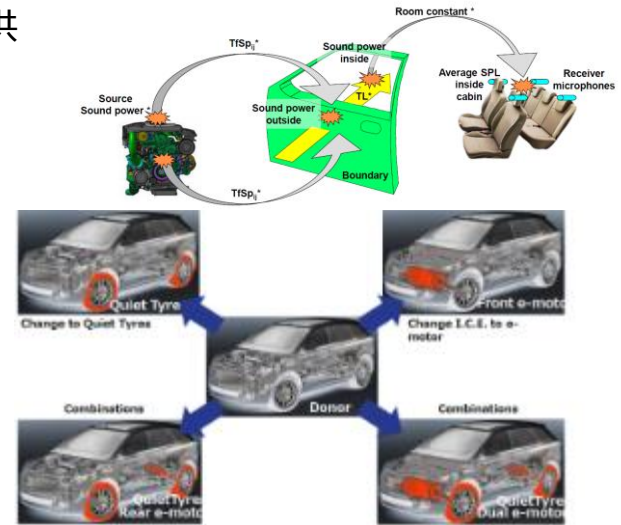 供
Room constant *
TfSpij*
Sound power
inside
Average SPL
inside
cabin
Receiver
microphones
TL*
Source
Sound power *
Sound power
outside
Boundary
TfSpij*
Quiet Tyre
Change to Quiet Tyres
Front e-moto
Change I.C.E. to e-
motor
Donor
Combinations
Combinations
QuietTyre
Rear e-moto
QuietTyre
Dual e-moto